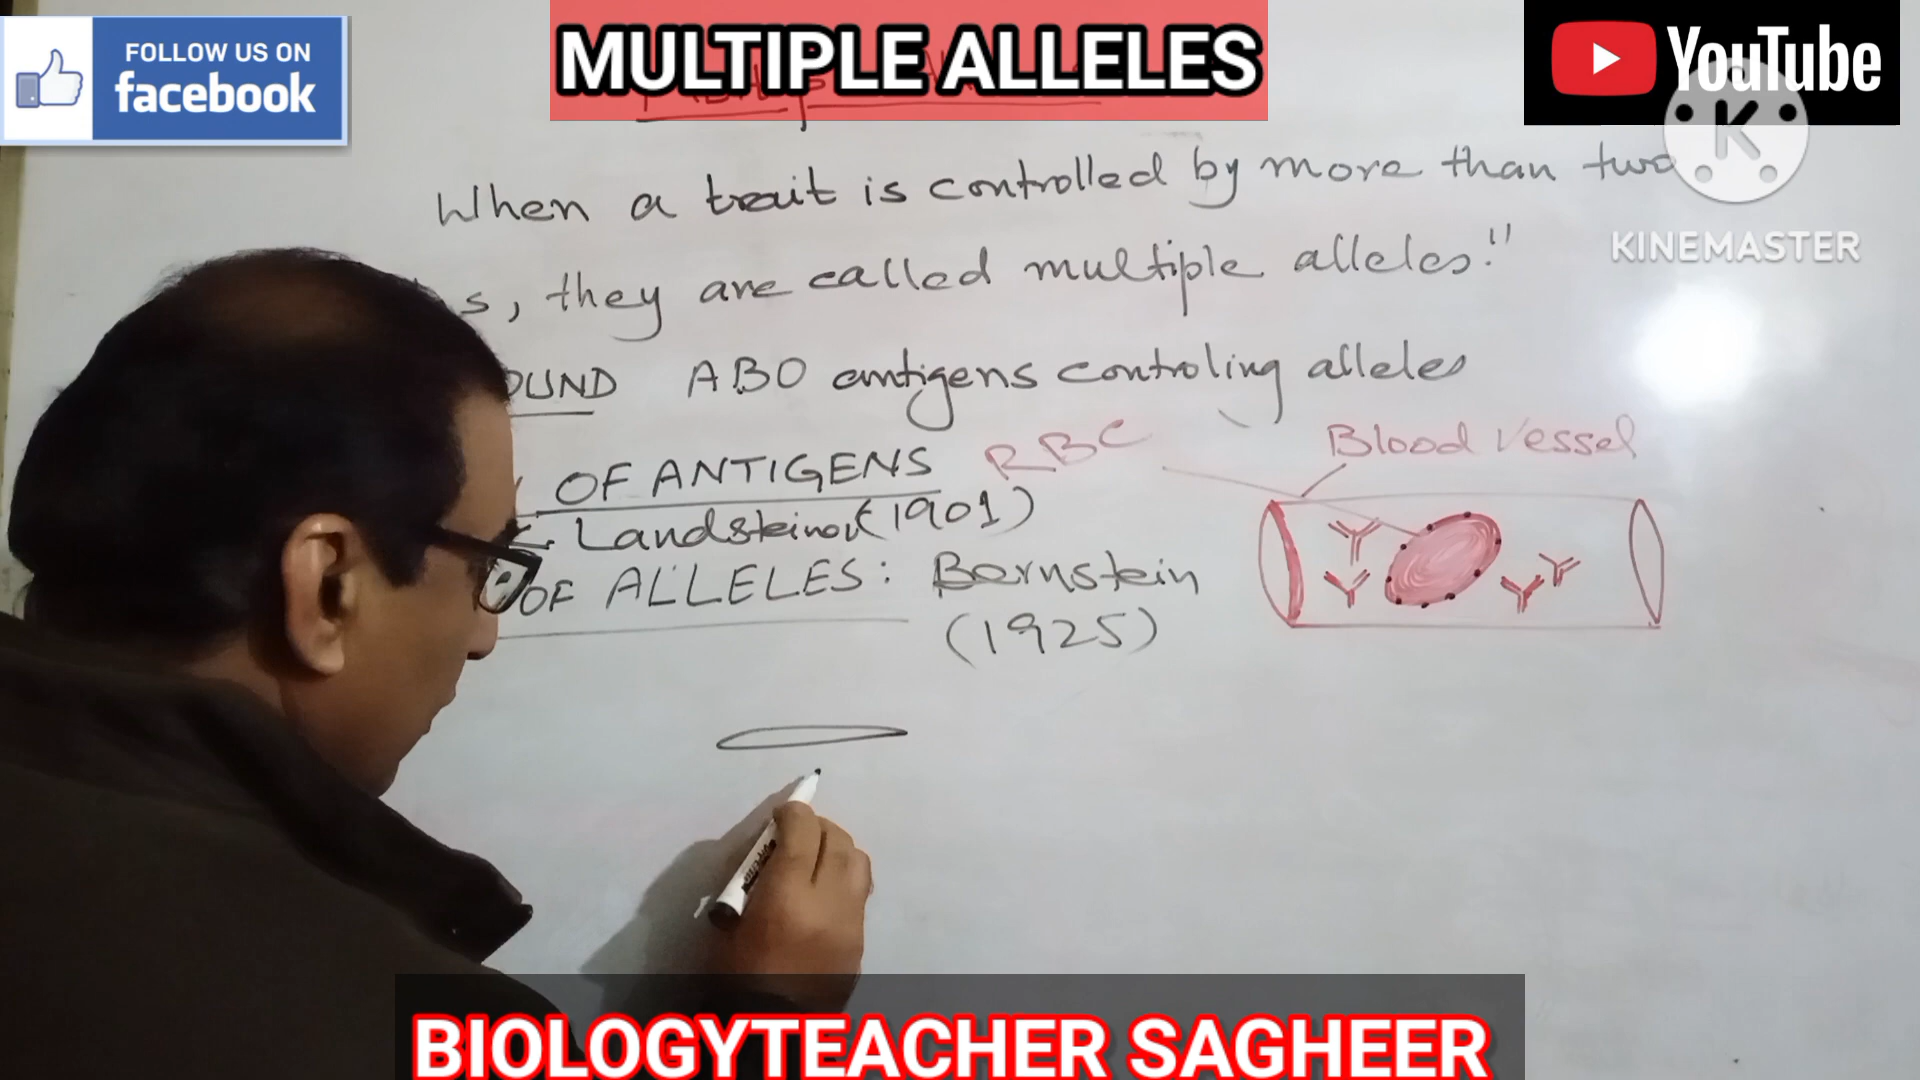 FOLLOW US ON
facebook
MULTIPLE ALLELES
YouTube
K
KINEMASTER
When a trait is controlled by more than two
s, they are called multiple alleles."
OUND ABO antigens controling alleles
OF ANTIGENS RBC
Blood Vessel
Landsteiner (1901)
OF ALLELES: Bernstein
(1925)
BIOLOGYTEACHER SAGHEER